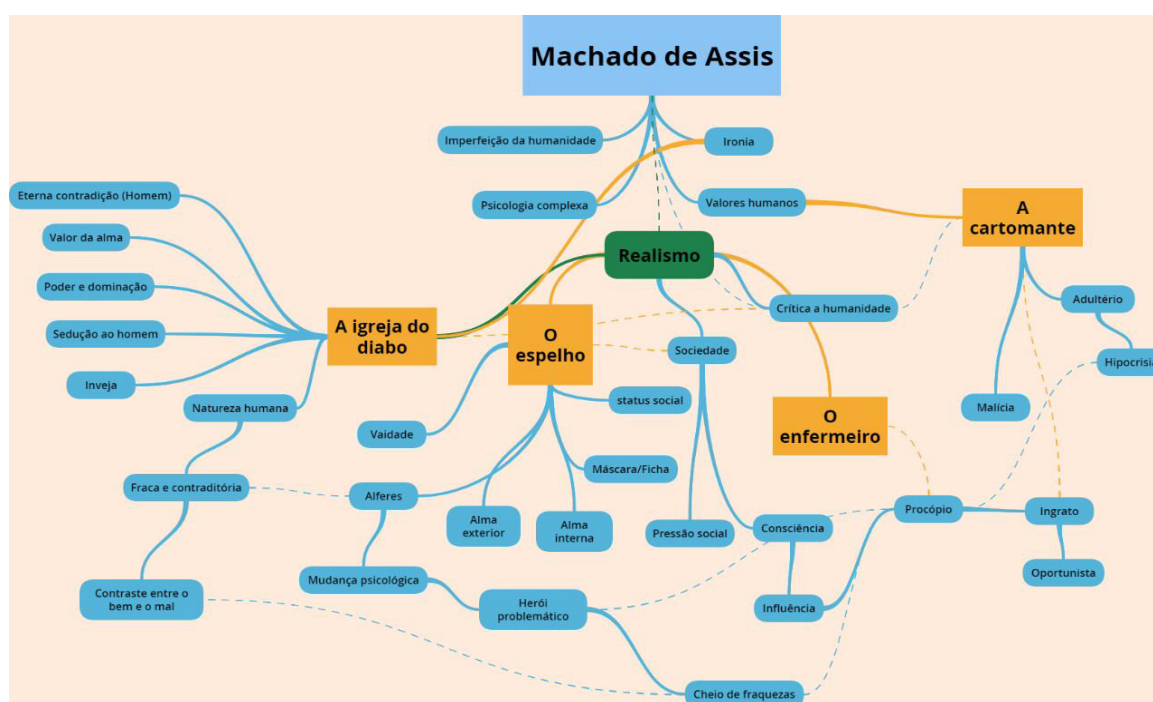 Machado de Assis
Imperfeição da humanidade
Ironia
Eterna contradição (Homem)
Psicologia complexa
Valores humanos
A
cartomante
Valor da alma
Realismo
Poder e dominação
Crítica a humanidade
Adultério
A igreja do
diabo
O
espelho
Sedução ao homem
Sociedade
Hipocrisia
Inveja
Natureza humana
status social
Malícia
O
enfermeiro
Vaidade
Máscara/Ficha
Fraca e contraditória
Alferes
Alma
exterior
Alma
interna
Pressão social
Consciência
Procópio
Ingrato
Mudança psicológica
Oportunista
Contraste entre o
bem e o mal
Herói
problemático
Influência
Cheio de fraquezas